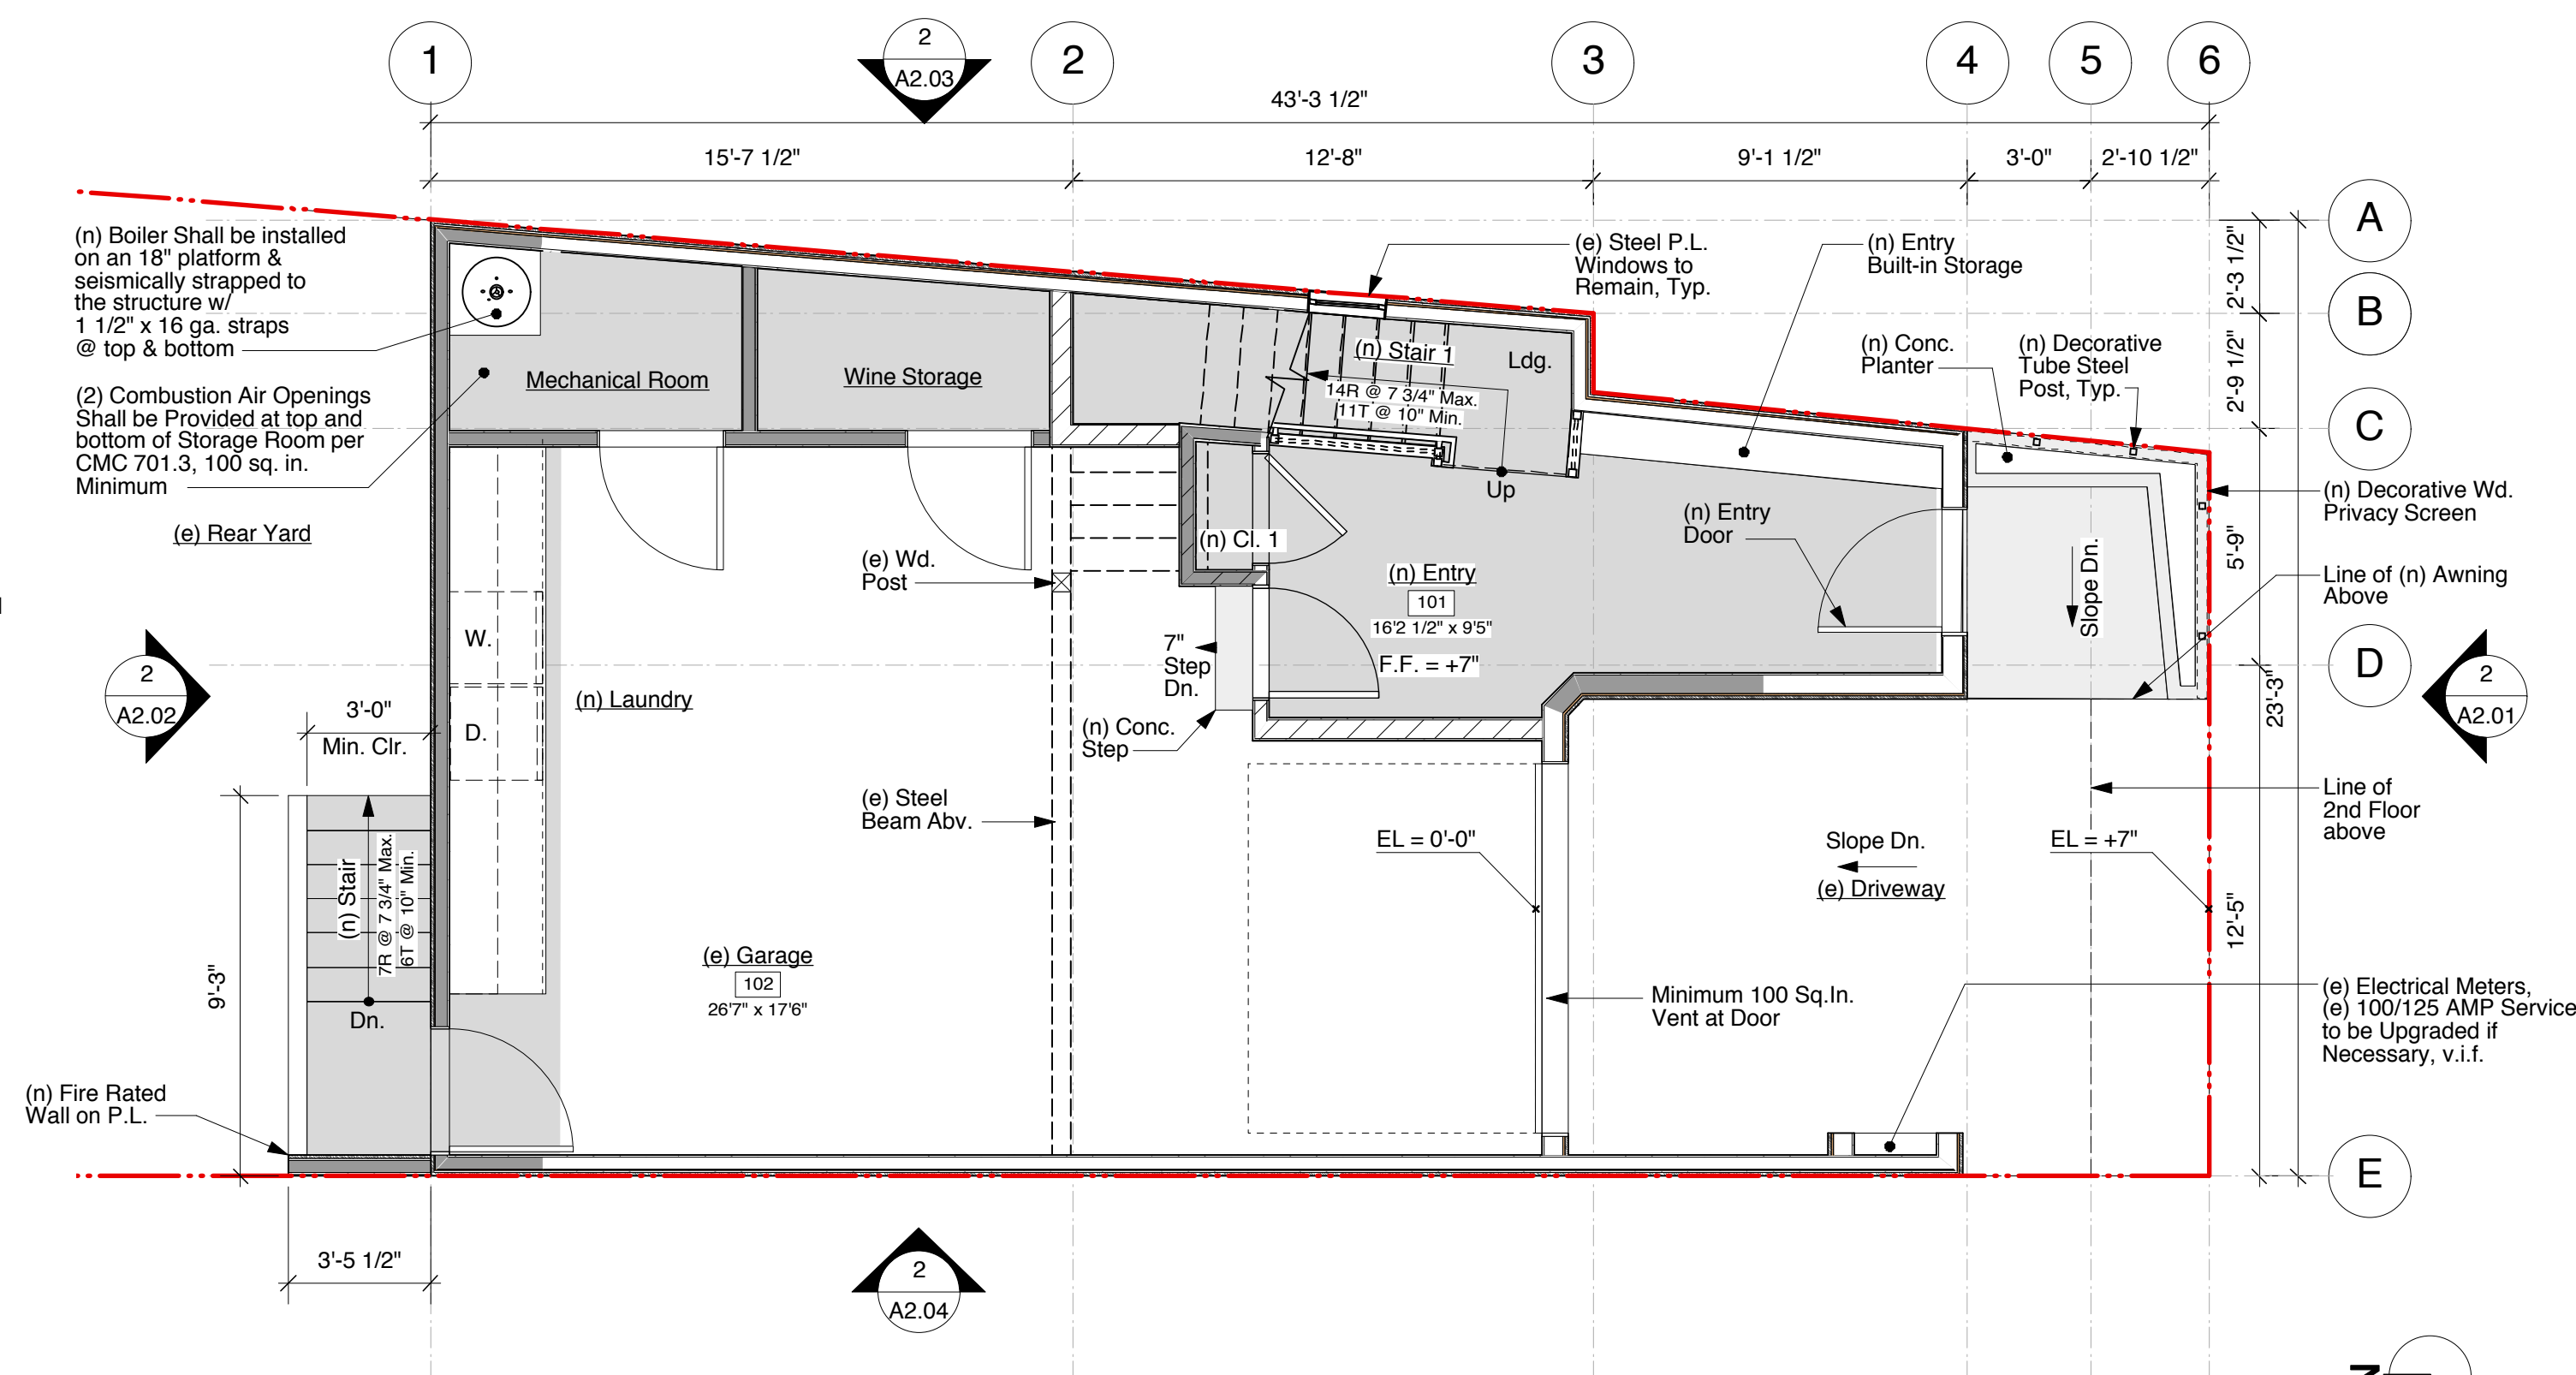 1
2
A2.03
2
3
4
5
6
43'-3 1/2"
15'-7 1/2"
12'-8"
9'-1 1/2"
3'-0"
2'-10 1/2"
A
B
C
D
E
2'-3 1/2"
2'-9 1/2"
5'-9"
23'-3"
12'-5"
(n) Boiler Shall be installed
on an 18" platform &
seismically strapped to
the structure w/
1 1/2" x 16 ga. straps
@ top & bottom
(2) Combustion Air Openings
Shall be Provided at top and
bottom of Storage Room per
CMC 701.3, 100 sq. in.
Minimum
(e) Rear Yard
Mechanical Room
Wine Storage
(e) Steel P.L.
Windows to
Remain, Typ.
(n) Entry
Built-in Storage
(n) Conc.
Planter
(n) Decorative
Tube Steel
Post, Typ.
(n) Stair 1
Ldg.
14R @ 7 3/4" Max.
11T @ 10" Min.
Up
(n) Decorative Wd.
Privacy Screen
(n) Entry
Door
(n) Cl. 1
(e) Wd.
Post
(n) Entry
101
16'2 1/2" x 9'5"
F.F. = +7"
Slope Dn.
Line of (n) Awning
Above
7"
Step
Dn.
(n) Conc.
Step
W.
D.
(n) Laundry
2
A2.02
2
A2.01
3'-0"
Min. Clr.
(e) Steel
Beam Abv.
EL = 0'-0"
Slope Dn.
(e) Driveway
EL = +7"
Line of
2nd Floor
above
(n) Stair
7R @ 7 3/4" Max.
6T @ 10" Min.
Dn.
9'-3"
(e) Garage
102
26'7" x 17'6"
Minimum 100 Sq.In.
Vent at Door
(e) Electrical Meters,
(e) 100/125 AMP Service
to be Upgraded if
Necessary, v.i.f.
(n) Fire Rated
Wall on P.L.
3'-5 1/2"
2
A2.04